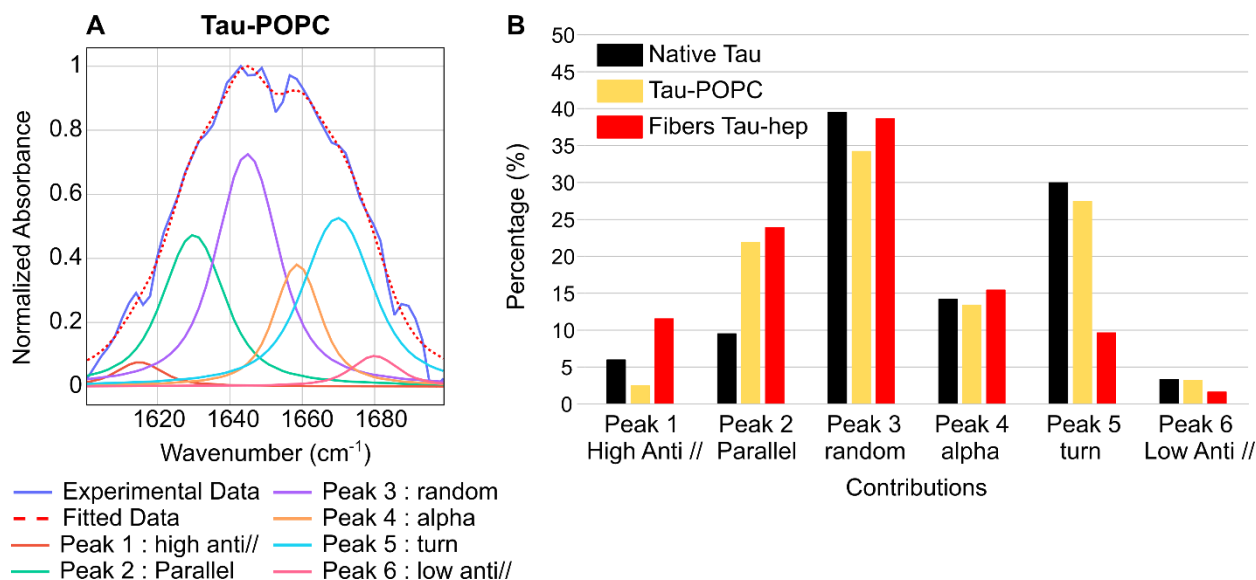 A
Tau-POPC
Normalized Absorbance
1
0.8
0.6
0.4
0.2
0
1620 1640 1660 1680
Wavenumber (cm⁻¹)
Experimental Data
Fitted Data
Peak 1 : high anti//
Peak 2 : Parallel
Peak 3 : random
Peak 4 : alpha
Peak 5 : turn
Peak 6 : low anti//
B
Native Tau
Tau-POPC
Fibers Tau-hep
Percentage (%)
50
45
40
35
30
25
20
15
10
5
0
Peak 1 Peak 2 Peak 3 Peak 4 Peak 5 Peak 6
High Anti // Parallel random alpha turn Low Anti //
Contributions